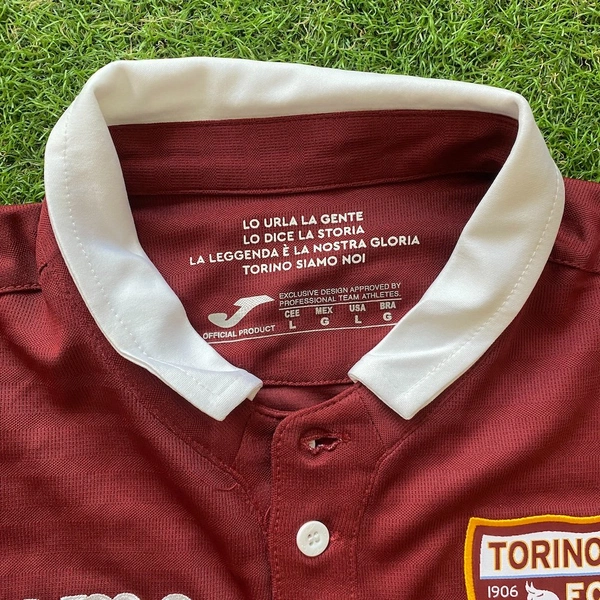 LO URLA LA GENTE
LO DICE LA STORIA
LA LEGGENDA È LA NOSTRA GLORIA
TORINO SIAMO NOI
EXCLUSIVE DESIGN APPROVED BY
PROFESSIONAL TEAM ATHLETES.
CEE MEX USA BRA
L G L G
OFFICIAL PRODUCT
TORINO
1906 FC